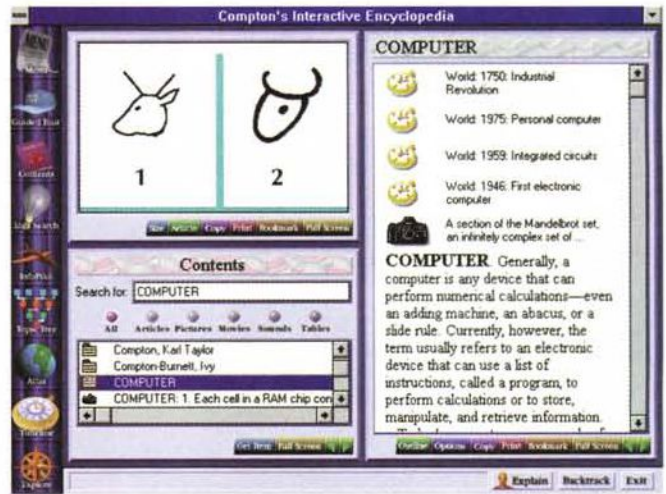 Compton's Interactive Encyclopedia
MENU
Guided Tour
Contents
Idea Search
InfoPilot
Topic Tree
Atlas
Timeline
Explore
1
2
Size Article Copy Print Bookmark Full Screen
Contents
Search for: COMPUTER
All Articles Pictures Movies Sounds Tables
Compton, Karl Taylor
Compton-Burnett, Ivy
COMPUTER
COMPUTER: 1. Each cell in a RAM chip con
Get Item Full Screen
COMPUTER
World: 1750: Industrial
Revolution
World: 1975: Personal computer
World: 1959: Integrated circuits
World: 1946: First electronic
computer
A section of the Mandelbrot set,
an infinitely complex set of ...
COMPUTER Generally, a
computer is any device that can
perform numerical calculations—even
an adding machine, an abacus, or a
slide rule. Currently, however, the
term usually refers to an electronic
device that can use a list of
instructions, called a program, to
perform calculations or to store,
manipulate, and retrieve information.
Outline Options Copy Print Bookmark Full Screen
Explain Backtrack Exit